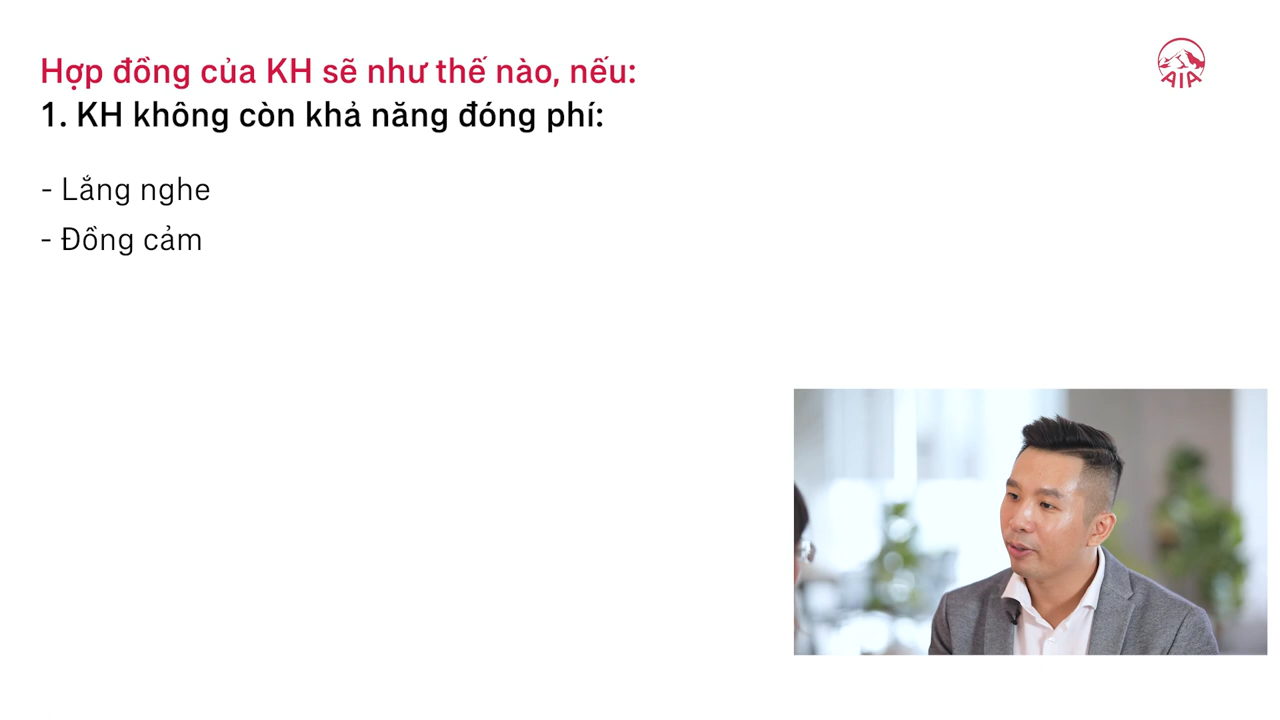 Hợp đồng của KH sẽ như thế nào, nếu:
1. KH không còn khả năng đóng phí:
- Lắng nghe
- Đồng cảm
AIA